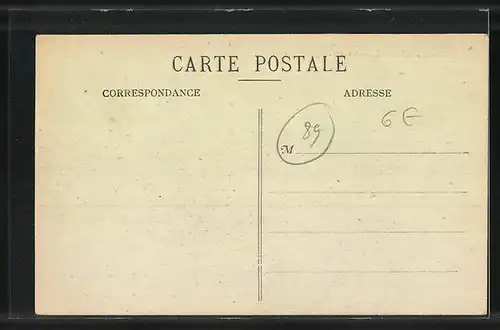 CARTE POSTALE
CORRESPONDANCE ADRESSE
6€
89
M